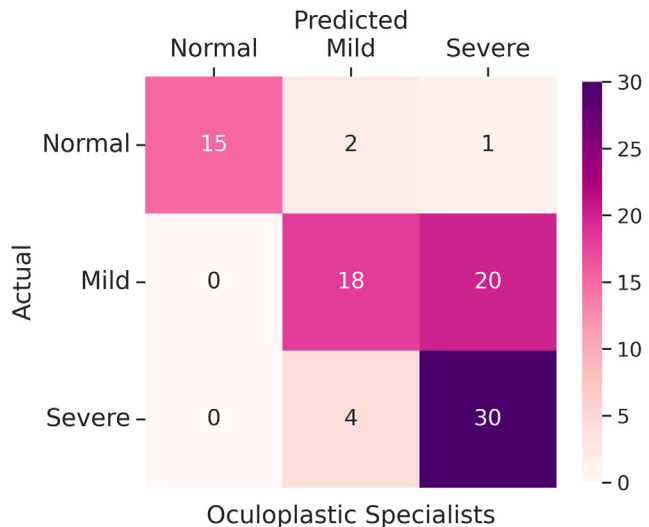 Predicted
Normal Mild Severe
Normal 15 2 1
Mild 0 18 20
Severe 0 4 30
Actual
Oculoplastic Specialists
30
25
20
15
10
5
0